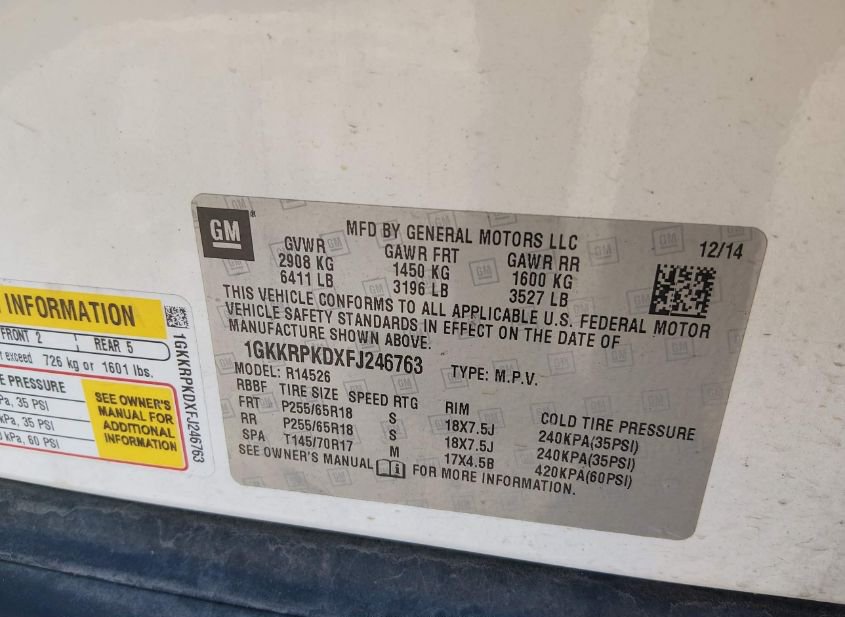 GM
MFD BY GENERAL MOTORS LLC
12/14
GVWR GAWR FRT GAWR RR
2908 KG 1450 KG 1600 KG
6411 LB 3196 LB 3527 LB
THIS VEHICLE CONFORMS TO ALL APPLICABLE U.S. FEDERAL MOTOR
VEHICLE SAFETY STANDARDS IN EFFECT ON THE DATE OF
MANUFACTURE SHOWN ABOVE.
1GKKRPKDXFJ246763 TYPE: M.P.V.
MODEL: R14526
RBBF TIRE SIZE SPEED RTG RIM COLD TIRE PRESSURE
FRT P255/65R18 S 18X7.5J 240KPA(35PSI)
RR P255/65R18 S 18X7.5J 240KPA(35PSI)
SPA T145/70R17 M 17X4.5B 420KPA(60PSI)
SEE OWNER'S MANUAL FOR MORE INFORMATION.
INFORMATION
FRONT 2 REAR 5
exceed 726 kg or 1601 lbs.
PRESSURE
kPa, 35 PSI
kPa, 35 PSI
kPa, 60 PSI
SEE OWNER'S
MANUAL FOR
ADDITIONAL
INFORMATION
1GKKRPKDXFJ246763